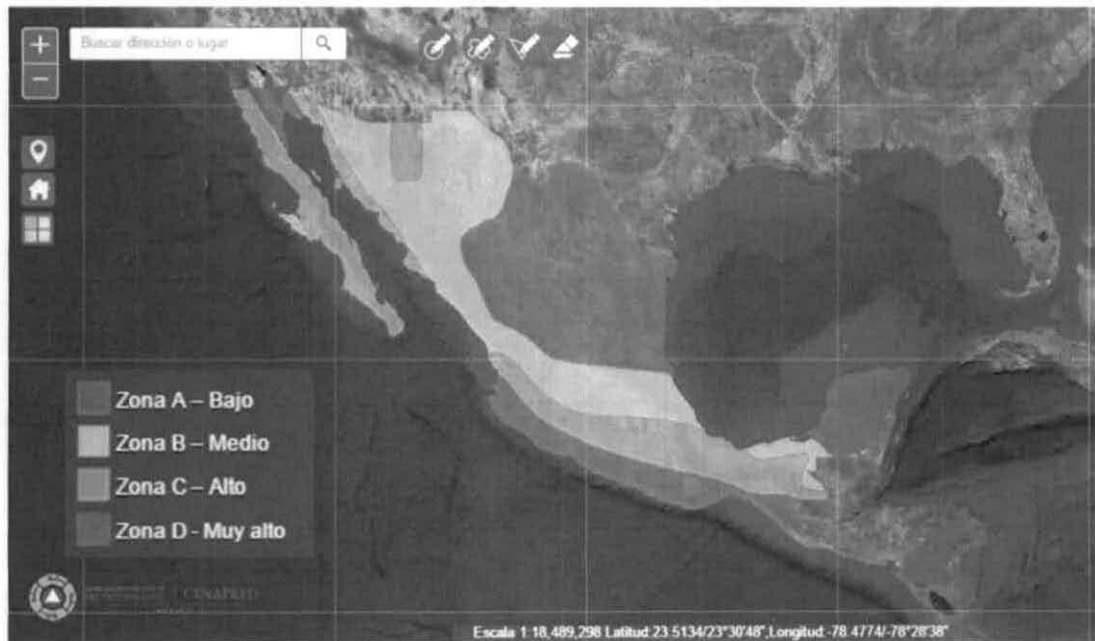 Buscar dirección o lugar
Zona A – Bajo
Zona B – Medio
Zona C – Alto
Zona D - Muy alto
CENAPRED
Escala 1:18,489,298 Latitud:23.5134/23°30'48",Longitud:-78.4774/-78°28'38"